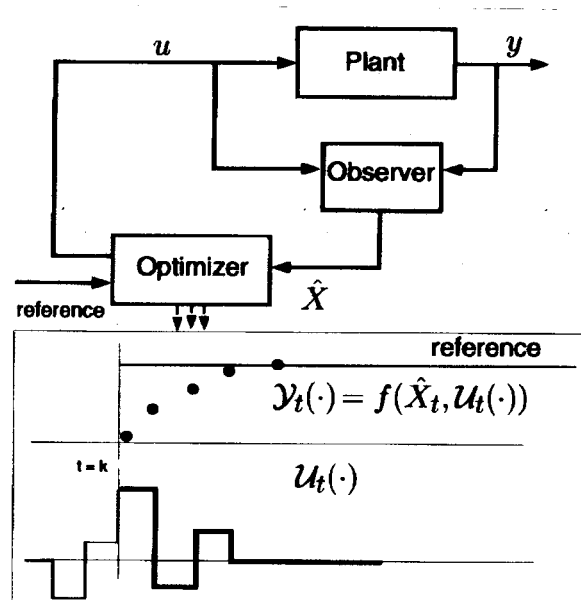 u
Plant
y
Observer
Optimizer
reference
X̂
reference
𝒴ₜ(·) = f(X̂ₜ, 𝒰ₜ(·))
t = k
𝒰ₜ(·)